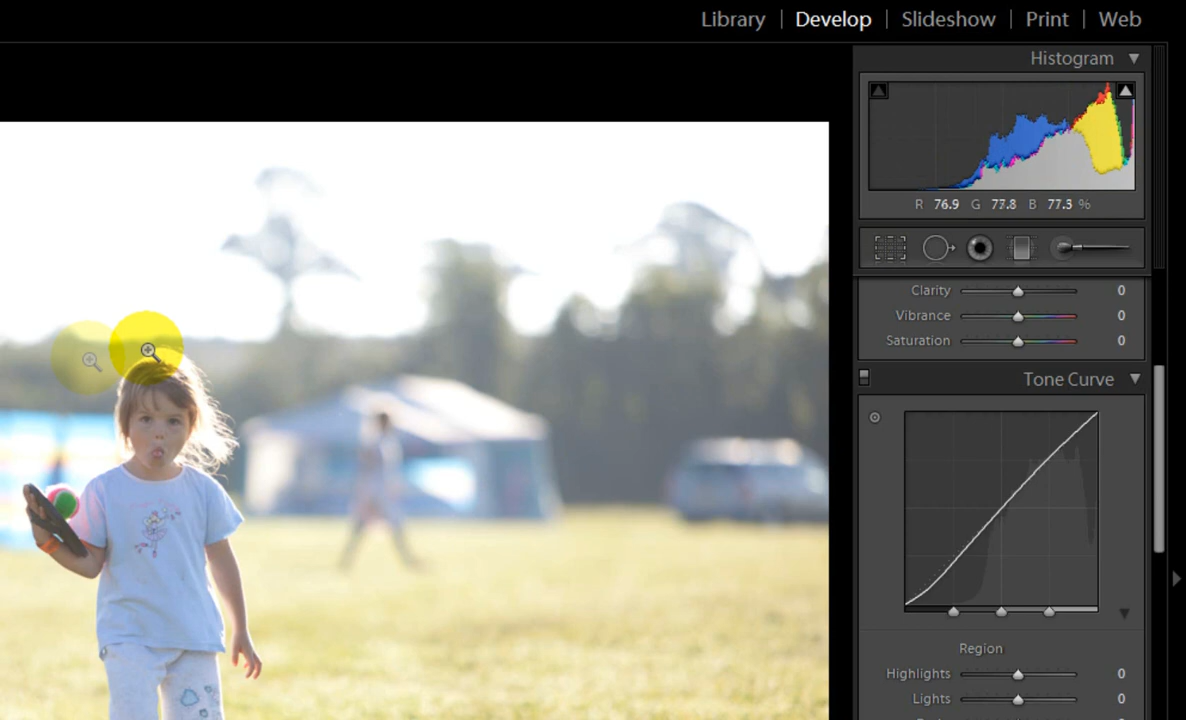 Library | Develop | Slideshow | Print | Web
Histogram
R 76.9 G 77.8 B 77.3 %
Clarity 0
Vibrance 0
Saturation 0
Tone Curve
Region
Highlights 0
Lights 0